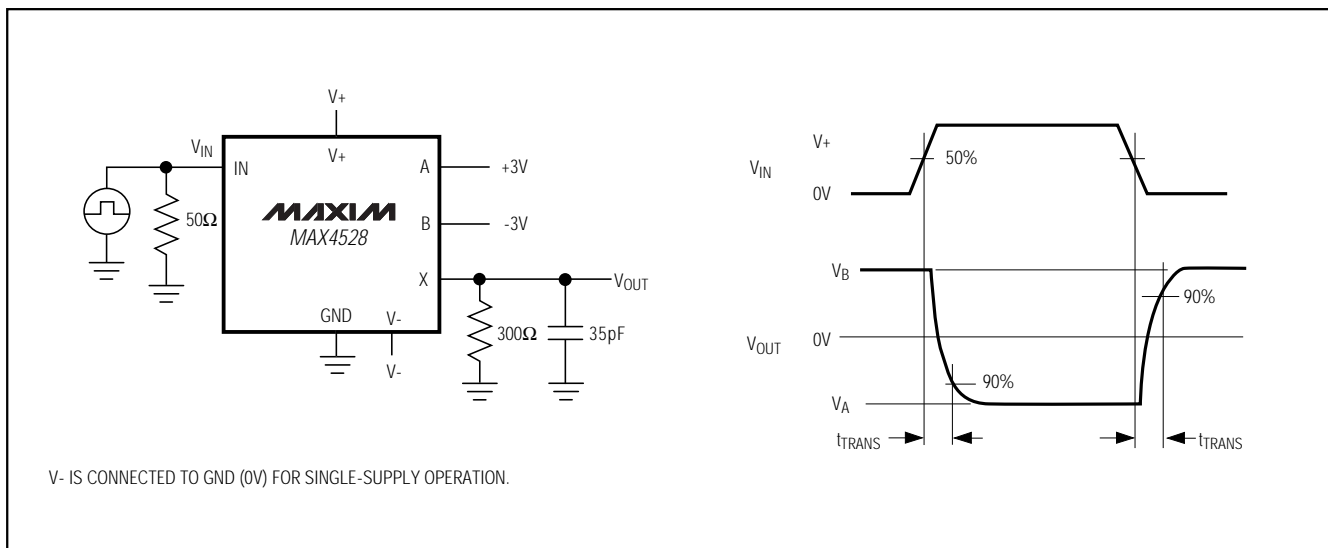 V+
V+
VIN
IN
50Ω
MAXIM
MAX4528
A
+3V
B
-3V
X
VOUT
GND
V-
V-
300Ω
35pF
V- IS CONNECTED TO GND (0V) FOR SINGLE-SUPPLY OPERATION.
V+
VIN
50%
0V
VB
90%
VOUT
0V
90%
VA
tTRANS
tTRANS